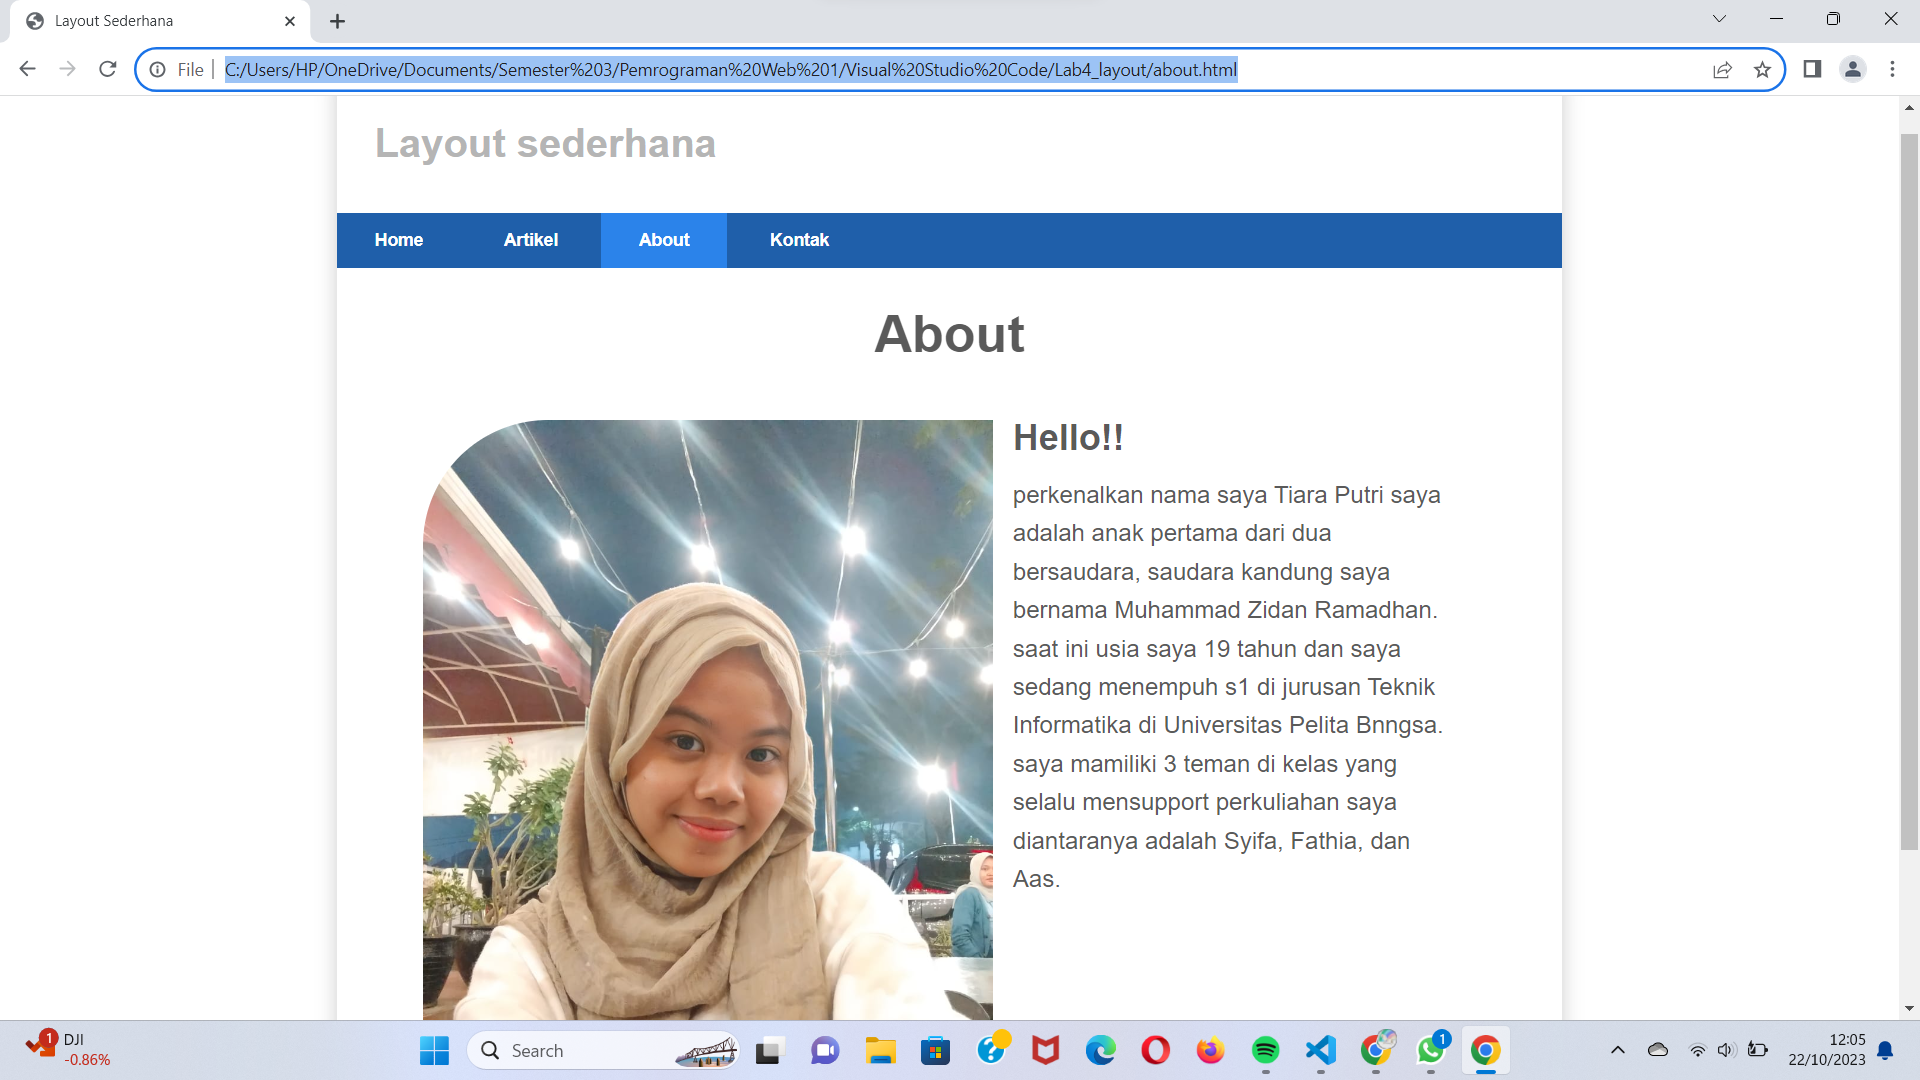 Layout Sederhana
File
C:/Users/HP/OneDrive/Documents/Semester%203/Pemrograman%20Web%201/Visual%20Studio%20Code/Lab4_layout/about.html
Layout sederhana
Home Artikel About Kontak
About
Hello!!
perkenalkan nama saya Tiara Putri saya
adalah anak pertama dari dua
bersaudara, saudara kandung saya
bernama Muhammad Zidan Ramadhan.
saat ini usia saya 19 tahun dan saya
sedang menempuh s1 di jurusan Teknik
Informatika di Universitas Pelita Bnngsa.
saya mamiliki 3 teman di kelas yang
selalu mensupport perkuliahan saya
diantaranya adalah Syifa, Fathia, dan
Aas.
1
DJI
-0.86%
Search
1
12:05
22/10/2023